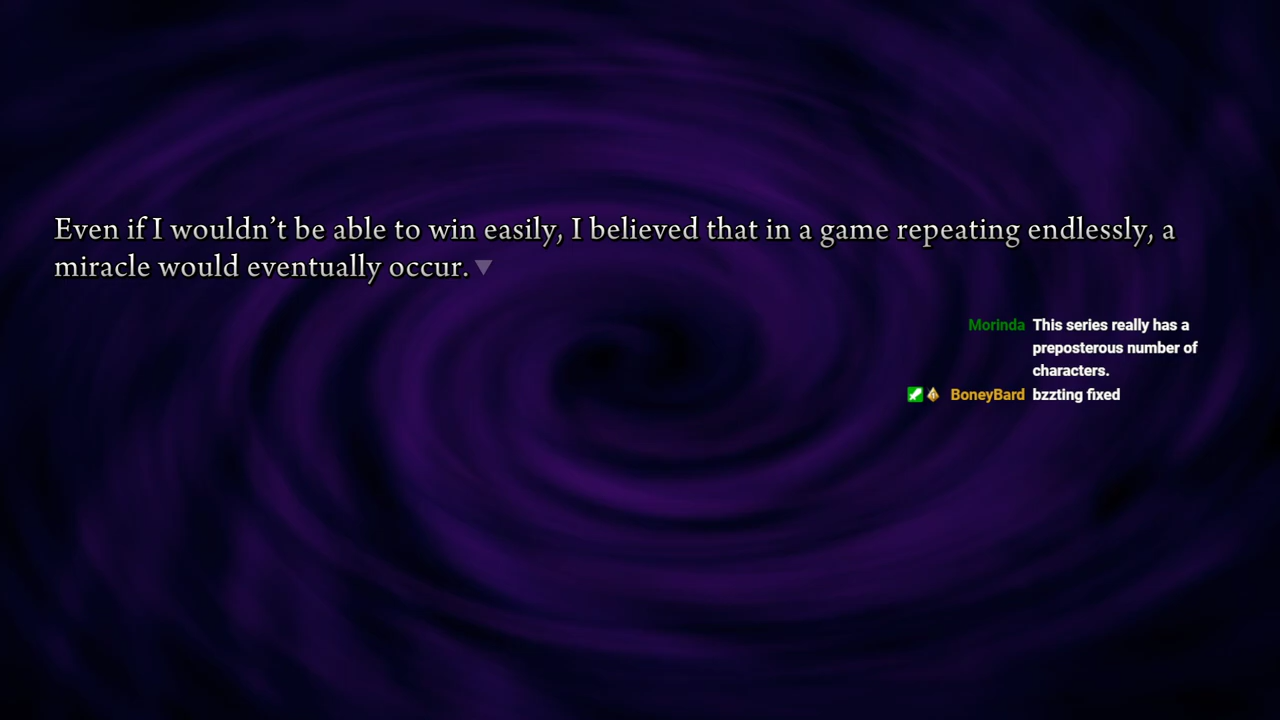 Even if I wouldn't be able to win easily, I believed that in a game repeating endlessly, a
miracle would eventually occur.
Morinda This series really has a
preposterous number of
characters.
BoneyBard bzzting fixed